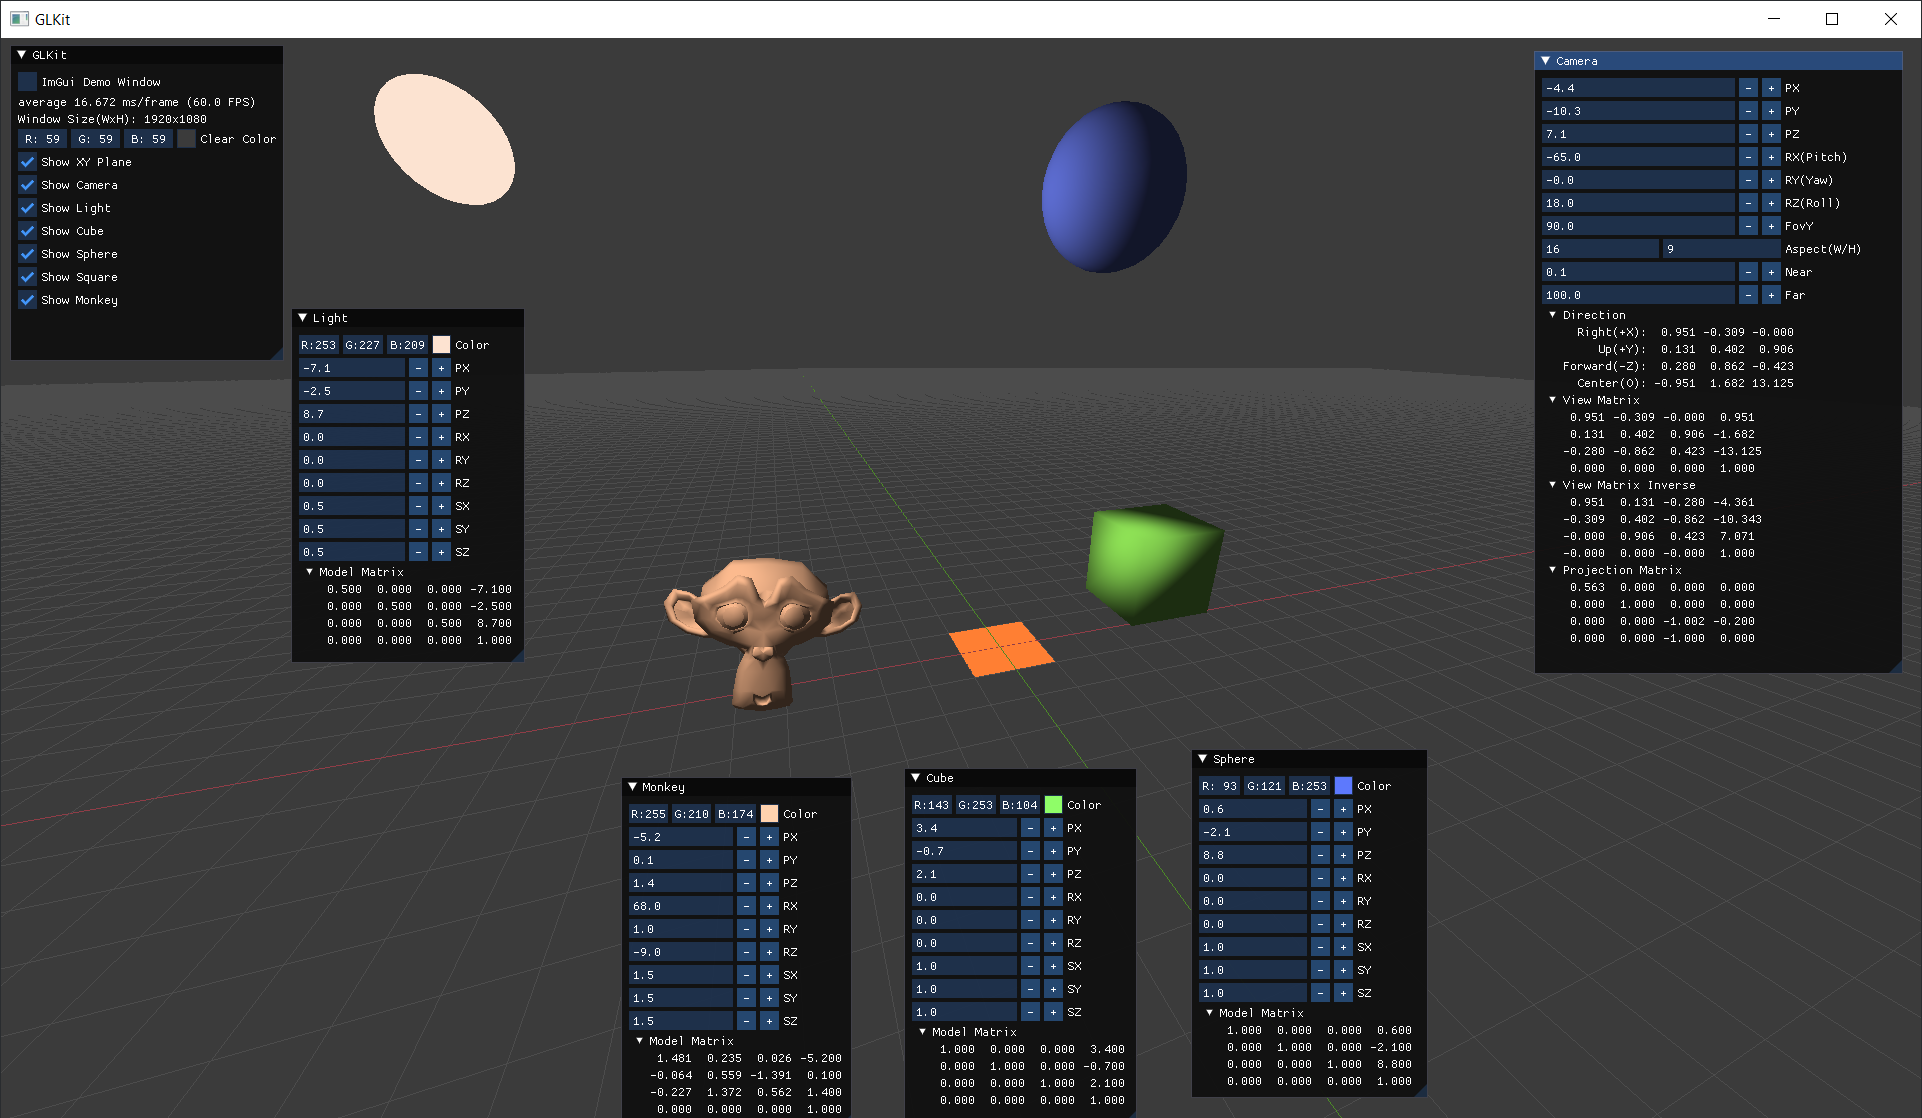 GLKit
GLKit
ImGui Demo Window
average 16.672 ms/frame (60.0 FPS)
Window Size(WxH): 1920x1080
R: 59 G: 59 B: 59 Clear Color
Show XY Plane
Show Camera
Show Light
Show Cube
Show Sphere
Show Square
Show Monkey
Light
R:253 G:227 B:209 Color
-7.1 - + PX
-2.5 - + PY
8.7 - + PZ
0.0 - + RX
0.0 - + RY
0.0 - + RZ
0.5 - + SX
0.5 - + SY
0.5 - + SZ
Model Matrix
0.500 0.000 0.000 -7.100
0.000 0.500 0.000 -2.500
0.000 0.000 0.500 8.700
0.000 0.000 0.000 1.000
Camera
-4.4 - + PX
-10.3 - + PY
7.1 - + PZ
-65.0 - + RX(Pitch)
-0.0 - + RY(Yaw)
18.0 - + RZ(Roll)
90.0 - + FovY
16 9 Aspect(W/H)
0.1 - + Near
100.0 - + Far
Direction
Right(+X): 0.951 -0.309 -0.000
Up(+Y): 0.131 0.402 0.906
Forward(-Z): 0.280 0.862 -0.423
Center(O): -0.951 1.682 13.125
View Matrix
0.951 -0.309 -0.000 0.951
0.131 0.402 0.906 -1.682
-0.280 -0.862 0.423 -13.125
0.000 0.000 0.000 1.000
View Matrix Inverse
0.951 0.131 -0.280 -4.361
-0.309 0.402 -0.862 -10.343
-0.000 0.906 0.423 7.071
-0.000 0.000 -0.000 1.000
Projection Matrix
0.563 0.000 0.000 0.000
0.000 1.000 0.000 0.000
0.000 0.000 -1.002 -0.200
0.000 0.000 -1.000 0.000
Monkey
R:255 G:210 B:174 Color
-5.2 - + PX
0.1 - + PY
1.4 - + PZ
68.0 - + RX
1.0 - + RY
-9.0 - + RZ
1.5 - + SX
1.5 - + SY
1.5 - + SZ
Model Matrix
1.481 0.235 0.026 -5.200
-0.064 0.559 -1.391 0.100
-0.227 1.372 0.562 1.400
0.000 0.000 0.000 1.000
Cube
R:143 G:253 B:104 Color
3.4 - + PX
-0.7 - + PY
2.1 - + PZ
0.0 - + RX
0.0 - + RY
0.0 - + RZ
1.0 - + SX
1.0 - + SY
1.0 - + SZ
Model Matrix
1.000 0.000 0.000 3.400
0.000 1.000 0.000 -0.700
0.000 0.000 1.000 2.100
0.000 0.000 0.000 1.000
Sphere
R: 93 G:121 B:253 Color
0.6 - + PX
-2.1 - + PY
8.8 - + PZ
0.0 - + RX
0.0 - + RY
0.0 - + RZ
1.0 - + SX
1.0 - + SY
1.0 - + SZ
Model Matrix
1.000 0.000 0.000 0.600
0.000 1.000 0.000 -2.100
0.000 0.000 1.000 8.800
0.000 0.000 0.000 1.000